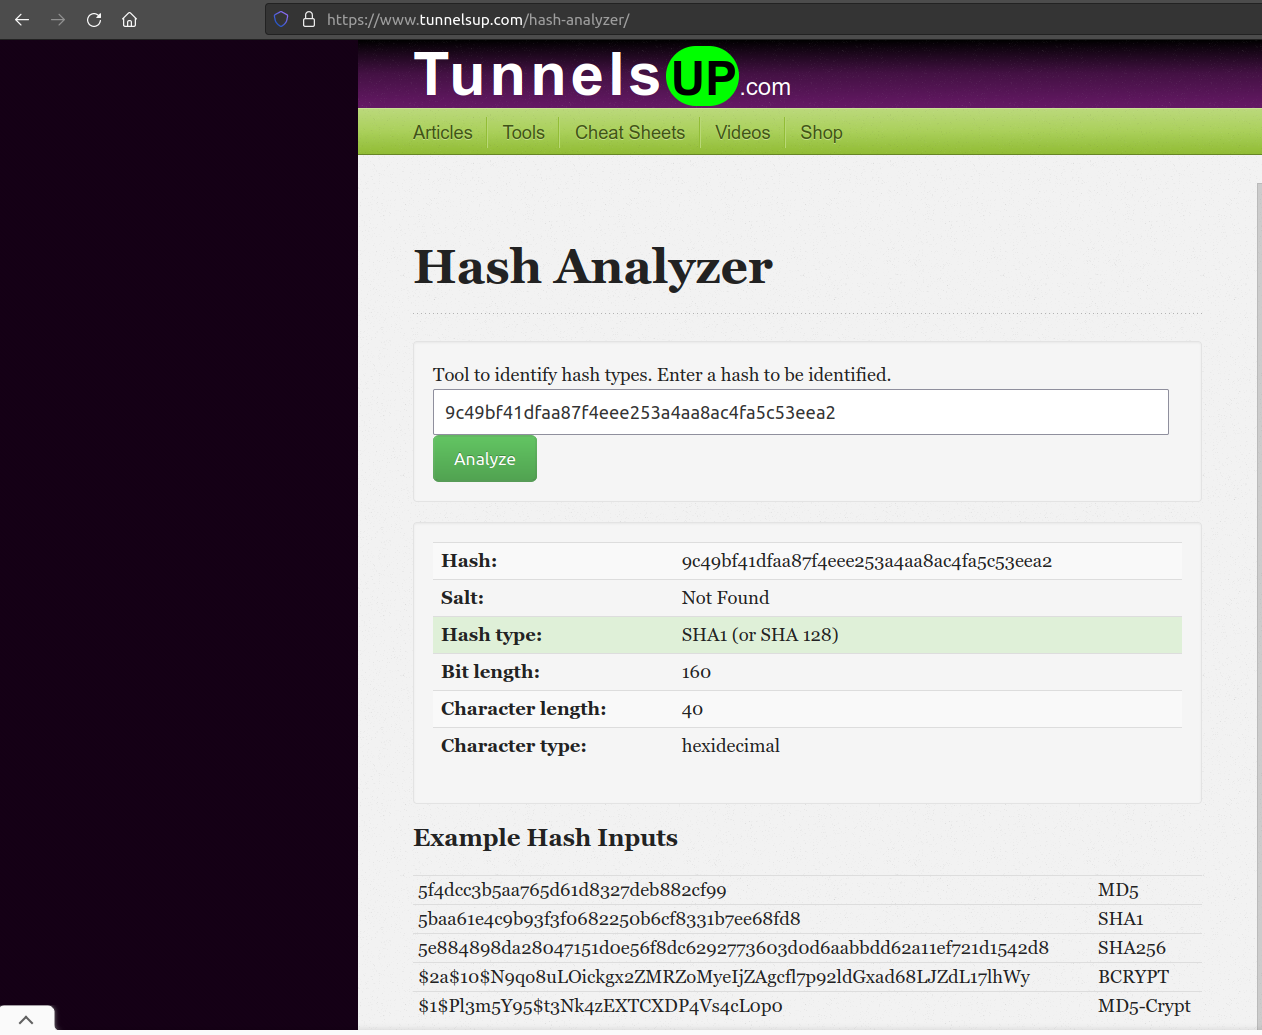 https://www.tunnelsup.com/hash-analyzer/
TunnelsUP.com
Articles Tools Cheat Sheets Videos Shop
Hash Analyzer
Tool to identify hash types. Enter a hash to be identified.
9c49bf41dfaa87f4eee253a4aa8ac4fa5c53eea2
Analyze
Hash: 9c49bf41dfaa87f4eee253a4aa8ac4fa5c53eea2
Salt: Not Found
Hash type: SHA1 (or SHA 128)
Bit length: 160
Character length: 40
Character type: hexidecimal
Example Hash Inputs
5f4dcc3b5aa765d61d8327deb882cf99 MD5
5baa61e4c9b93f3f0682250b6cf8331b7ee68fd8 SHA1
5e884898da28047151d0e56f8dc6292773603d0d6aabbdd62a11ef721d1542d8 SHA256
$2a$10$N9qo8uLOickgx2ZMRZoMyeIjZAgcfl7p92ldGxad68LJZdL17lhWy BCRYPT
$1$Pl3m5Y95$t3Nk4zEXTCXDP4Vs4cL0p0 MD5-Crypt